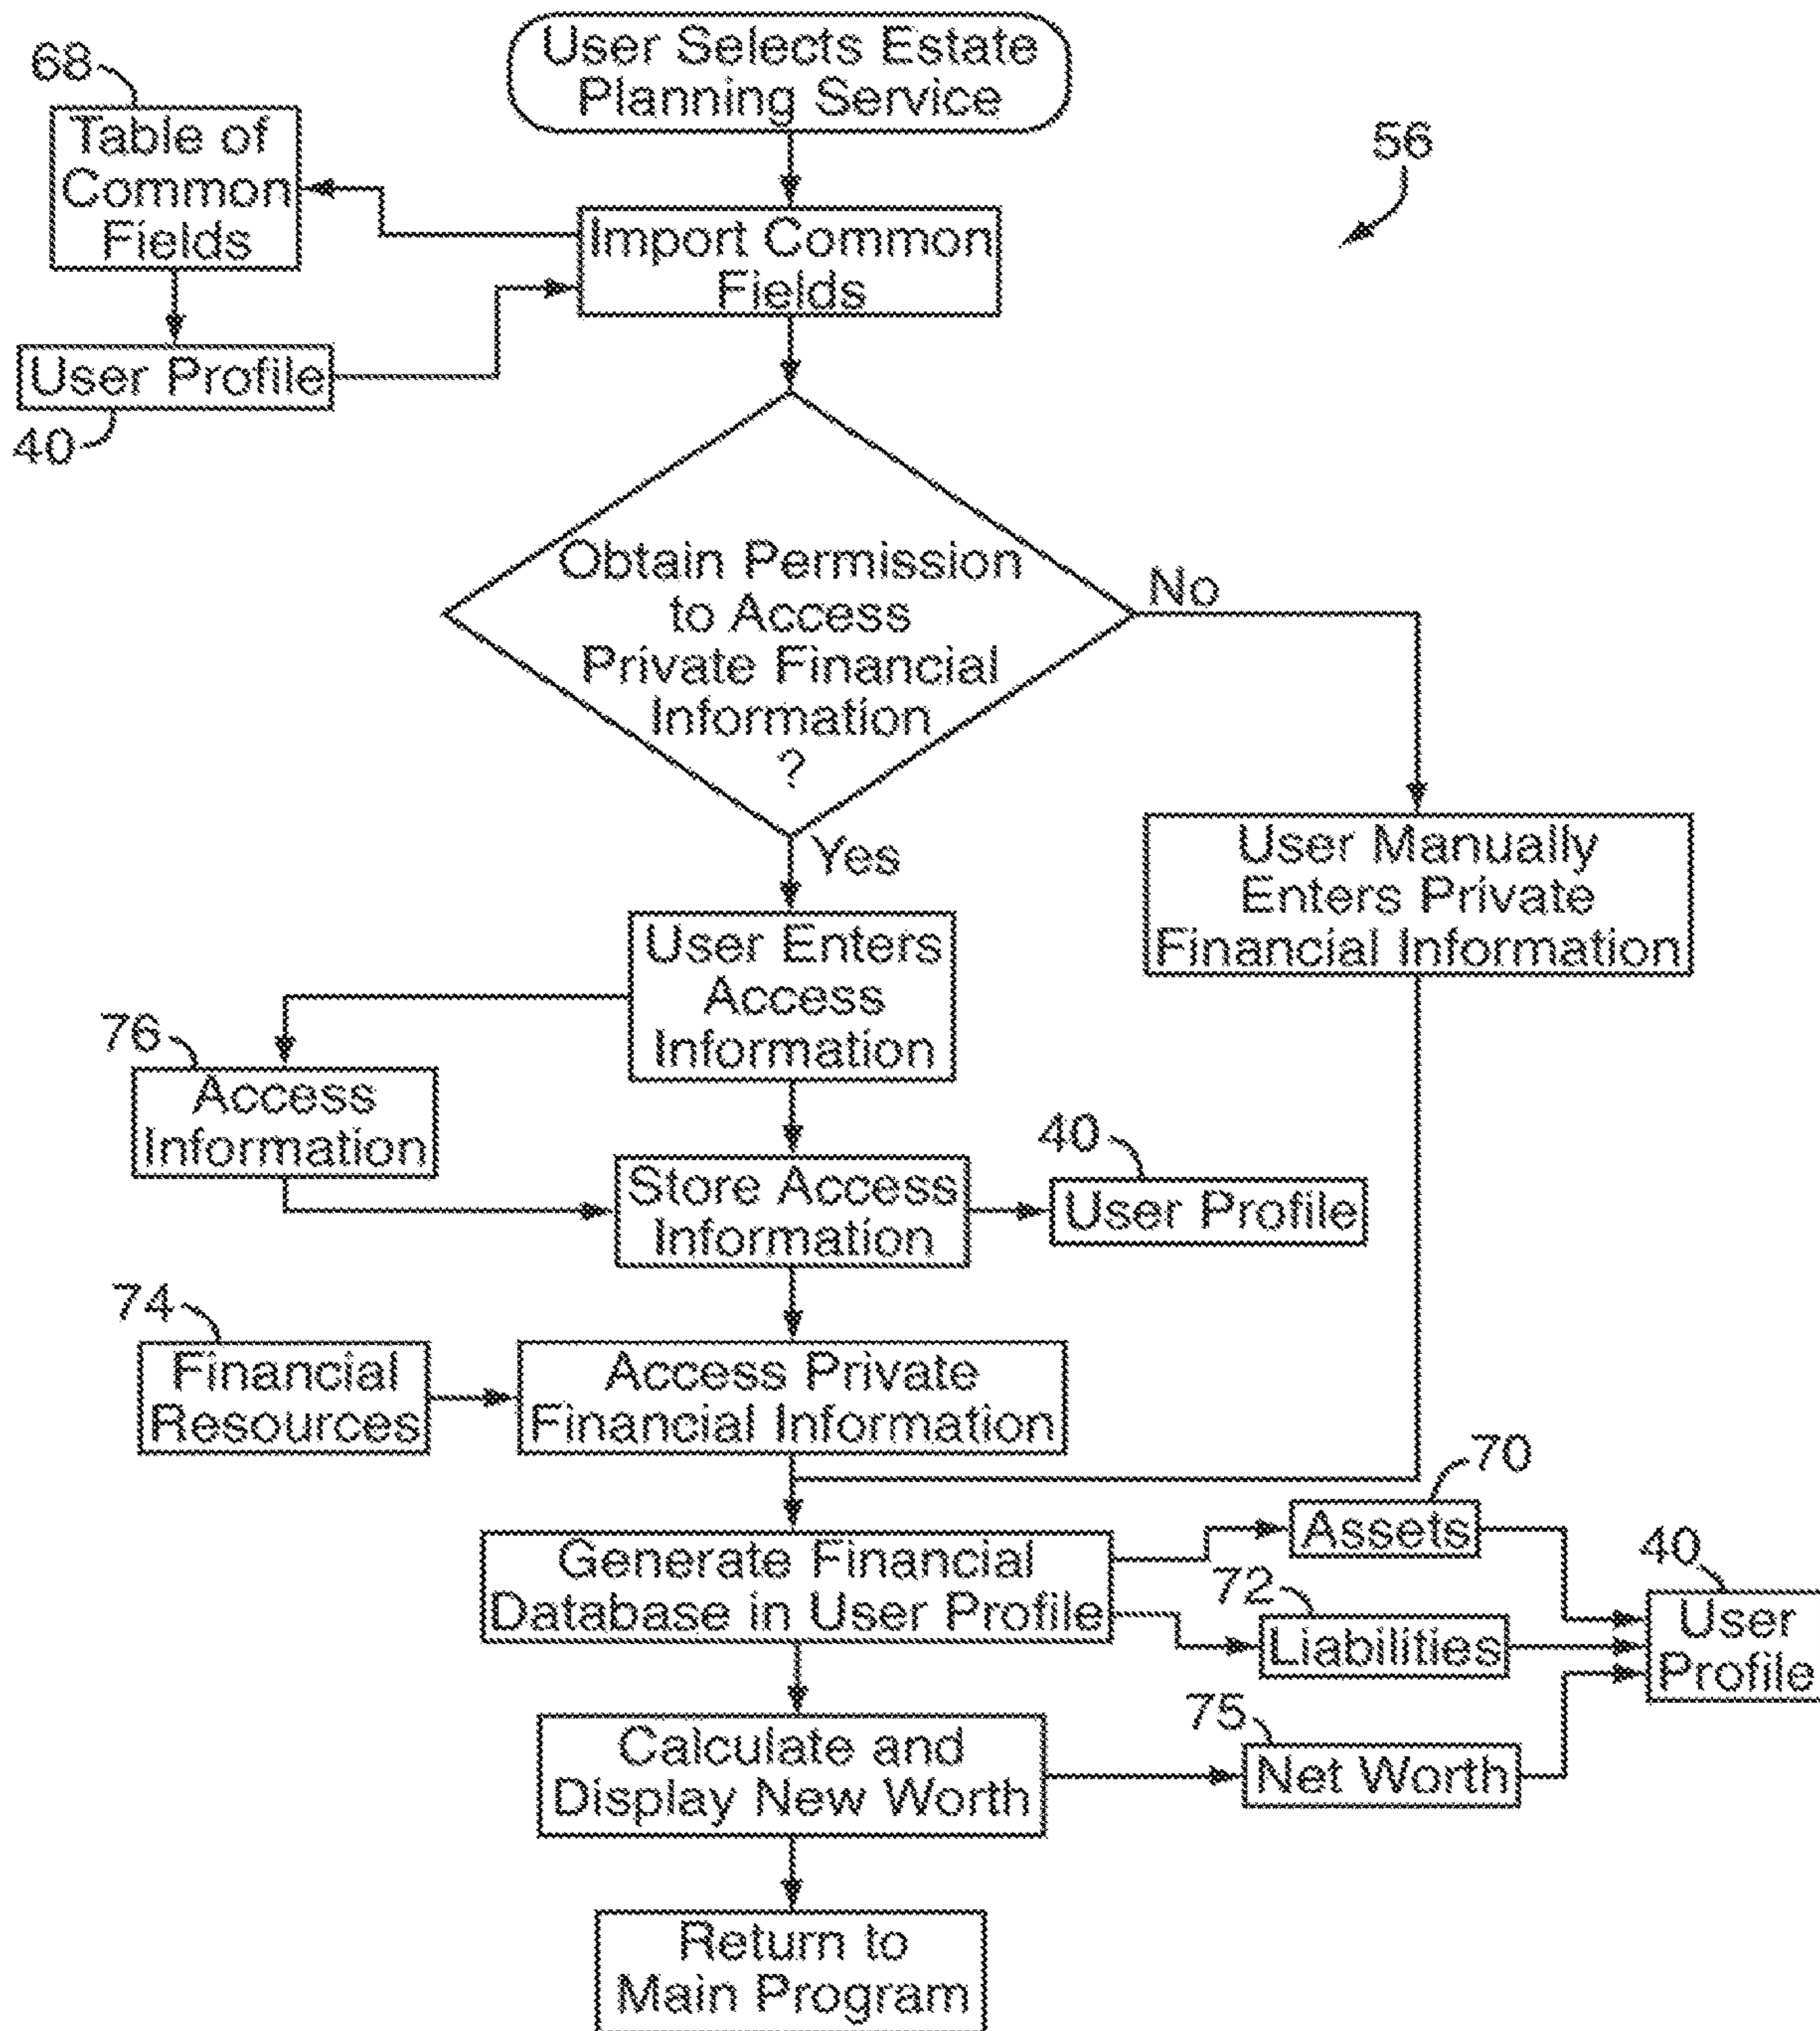 User Selects Estate
Planning Service
68
Table of
Common
Fields
56
Import Common
Fields
User Profile
40
Obtain Permission
to Access
Private Financial
Information
?
No
Yes
User Manually
Enters Private
Financial Information
User Enters
Access
Information
76
Access
Information
40
Store Access
Information
User Profile
74
Financial
Resources
Access Private
Financial Information
70
Assets
Generate Financial
Database in User Profile
72
Liabilities
40
User
Profile
75
Calculate and
Display New Worth
Net Worth
Return to
Main Program